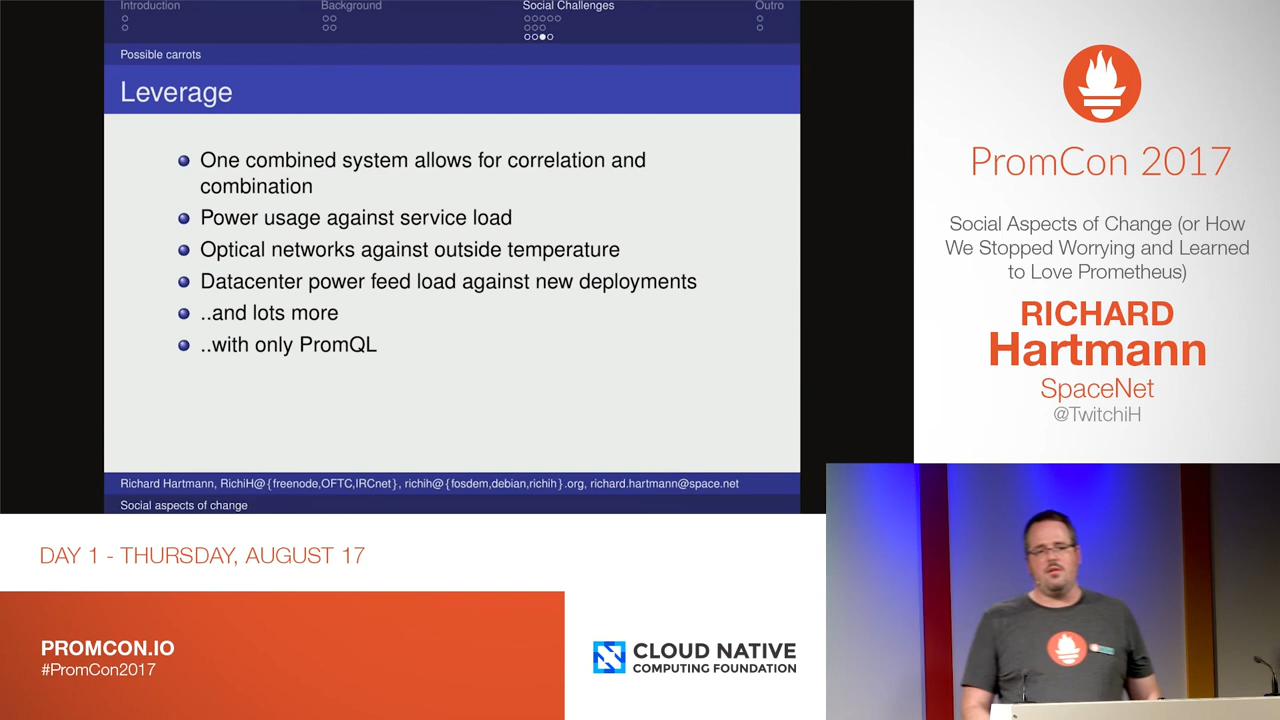 Introduction
Background
Social Challenges
Outro
Possible carrots
Leverage
One combined system allows for correlation and
combination
Power usage against service load
Optical networks against outside temperature
Datacenter power feed load against new deployments
..and lots more
..with only PromQL
Richard Hartmann, RichiH@{freenode,OFTC,IRCnet}, richih@{fosdem,debian,richih}.org, richard.hartmann@space.net
Social aspects of change
PromCon 2017
Social Aspects of Change (or How
We Stopped Worrying and Learned
to Love Prometheus)
RICHARD
Hartmann
SpaceNet
@TwitchiH
DAY 1 - THURSDAY, AUGUST 17
PROMCON.IO
#PromCon2017
CLOUD NATIVE
COMPUTING FOUNDATION